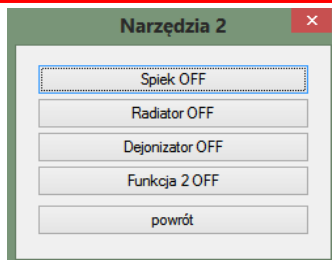 Narzędzia 2
Spiek OFF
Radiator OFF
Dejonizator OFF
Funkcja 2 OFF
powrót